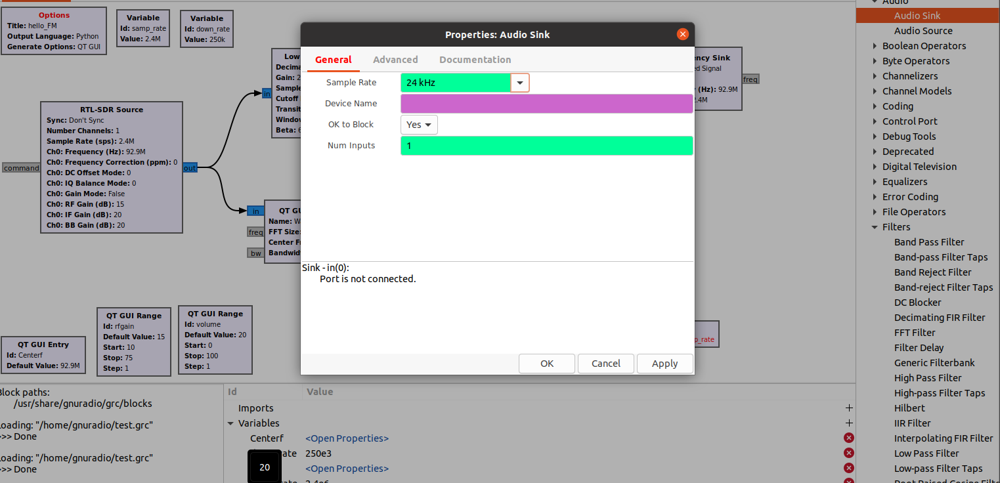 Options
Title: hello_FM
Output Language: Python
Generate Options: QT GUI
Variable
Id: samp_rate
Value: 2.4M
Variable
Id: down_rate
Value: 250k
RTL-SDR Source
Sync: Don't Sync
Number Channels: 1
Sample Rate (sps): 2.4M
Ch0: Frequency (Hz): 92.9M
Ch0: Frequency Correction (ppm): 0
Ch0: DC Offset Mode: 0
Ch0: IQ Balance Mode: 0
Ch0: Gain Mode: False
Ch0: RF Gain (dB): 15
Ch0: IF Gain (dB): 20
Ch0: BB Gain (dB): 20
command
out
Low
Decima
Gain: 2
Sample
Cutoff
Transit
Window
Beta: 6
in
QT GU
Name: W
FFT Size:
Center Fr
Bandwidt
in
freq
bw
QT GUI Entry
Id: Centerf
Default Value: 92.9M
QT GUI Range
Id: rfgain
Default Value: 15
Start: 10
Stop: 75
Step: 1
QT GUI Range
Id: volume
Default Value: 20
Start: 0
Stop: 100
Step: 1
Properties: Audio Sink
General Advanced Documentation
Sample Rate 24 kHz
Device Name
OK to Block Yes
Num Inputs 1
Sink - in(0):
Port is not connected.
OK Cancel Apply
ency Sink
ed Signal
y (Hz): 92.9M
2.4M
freq
p_rate
Block paths:
/usr/share/gnuradio/grc/blocks
Loading: "/home/gnuradio/test.grc"
>>> Done
Loading: "/home/gnuradio/test.grc"
>>> Done
Id Value
Imports
Variables
Centerf <Open Properties>
rate 250e3
<Open Properties>
rate 2.4e6
20
Audio
Audio Sink
Audio Source
Boolean Operators
Byte Operators
Channelizers
Channel Models
Coding
Control Port
Debug Tools
Deprecated
Digital Television
Equalizers
Error Coding
File Operators
Filters
Band Pass Filter
Band-pass Filter Taps
Band Reject Filter
Band-reject Filter Taps
DC Blocker
Decimating FIR Filter
FFT Filter
Filter Delay
Generic Filterbank
High Pass Filter
High-pass Filter Taps
Hilbert
IIR Filter
Interpolating FIR Filter
Low Pass Filter
Low-pass Filter Taps
Root Raised Cosine Filte